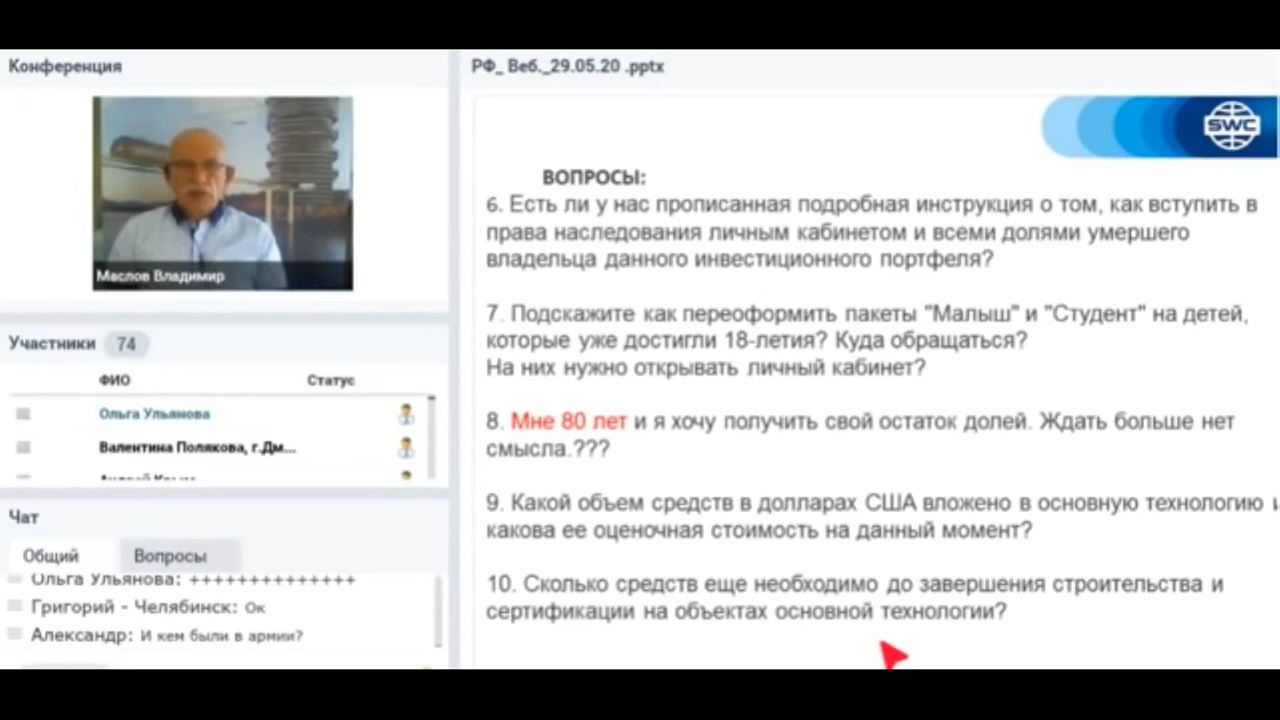 Конференция
РФ_ Веб._29.05.20 .pptx
Маслов Владимир
SWC
Участники 74
ФИО Статус
Ольга Ульянова
Валентина Полякова, г.Дм...
Чат
Общий Вопросы
Ольга Ульянова: ++++++++++++++
Григорий - Челябинск: Ок
Александр: И кем были в армии?
ВОПРОСЫ:
6. Есть ли у нас прописанная подробная инструкция о том, как вступить в
права наследования личным кабинетом и всеми долями умершего
владельца данного инвестиционного портфеля?
7. Подскажите как переоформить пакеты "Малыш" и "Студент" на детей,
которые уже достигли 18-летия? Куда обращаться?
На них нужно открывать личный кабинет?
8. Мне 80 лет и я хочу получить свой остаток долей. Ждать больше нет
смысла.???
9. Какой объем средств в долларах США вложено в основную технологию
какова ее оценочная стоимость на данный момент?
10. Сколько средств еще необходимо до завершения строительства и
сертификации на объектах основной технологии?